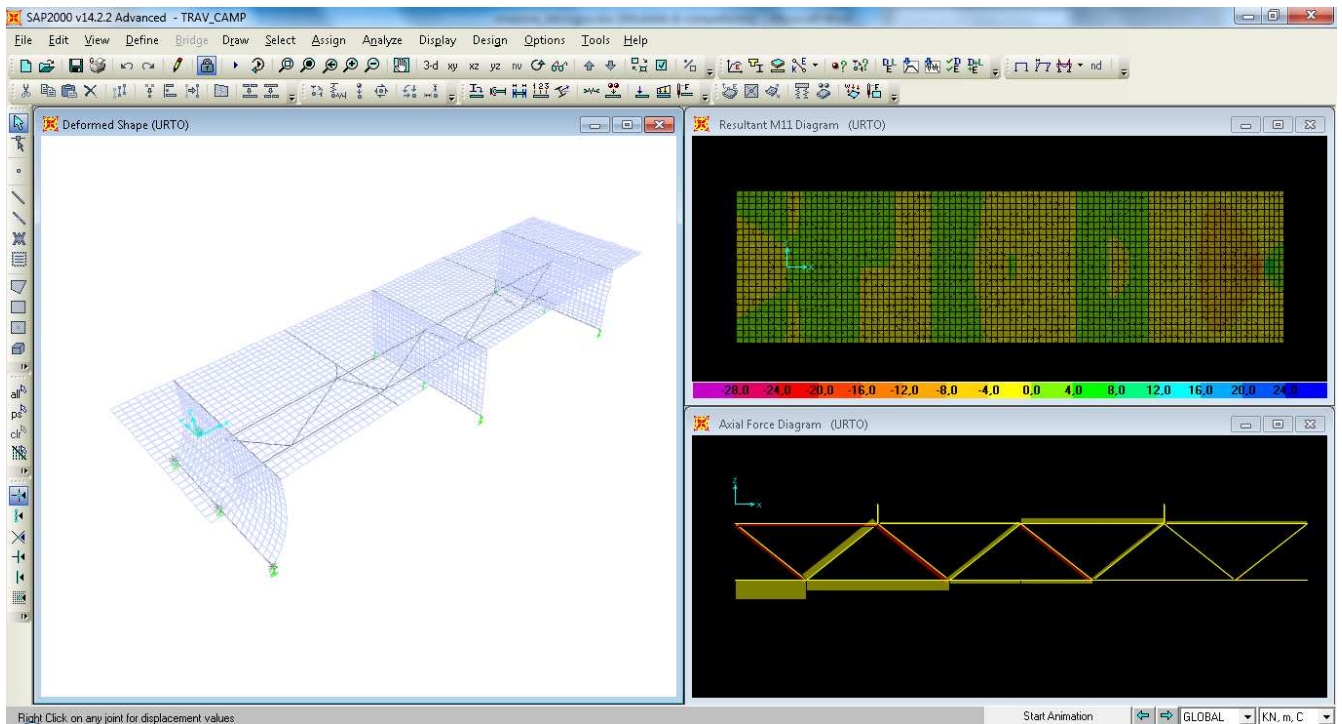 SAP2000 v14.2.2 Advanced - TRAV_CAMP
File Edit View Define Bridge Draw Select Assign Analyze Display Design Options Tools Help
3-d xy xz yz nv
nd
Deformed Shape (URTO)
Resultant M11 Diagram (URTO)
X
-28,0 -24,0 -20,0 -16,0 -12,0 -8,0 -4,0 0,0 4,0 8,0 12,0 16,0 20,0 24,0
Axial Force Diagram (URTO)
Z
X
all
ps
clr
Right Click on any joint for displacement values
Start Animation
GLOBAL
KN, m, C